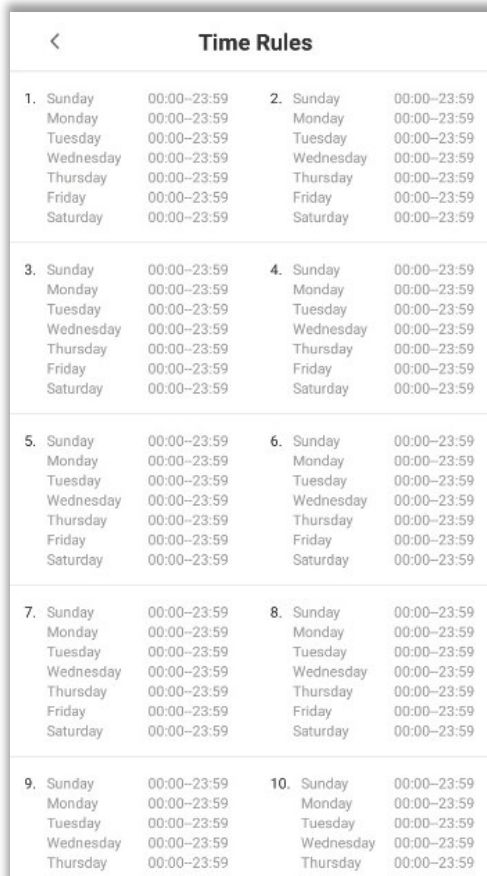 Time Rules
1. Sunday 00:00–23:59 2. Sunday 00:00–23:59
Monday 00:00–23:59 Monday 00:00–23:59
Tuesday 00:00–23:59 Tuesday 00:00–23:59
Wednesday 00:00–23:59 Wednesday 00:00–23:59
Thursday 00:00–23:59 Thursday 00:00–23:59
Friday 00:00–23:59 Friday 00:00–23:59
Saturday 00:00–23:59 Saturday 00:00–23:59
3. Sunday 00:00–23:59 4. Sunday 00:00–23:59
Monday 00:00–23:59 Monday 00:00–23:59
Tuesday 00:00–23:59 Tuesday 00:00–23:59
Wednesday 00:00–23:59 Wednesday 00:00–23:59
Thursday 00:00–23:59 Thursday 00:00–23:59
Friday 00:00–23:59 Friday 00:00–23:59
Saturday 00:00–23:59 Saturday 00:00–23:59
5. Sunday 00:00–23:59 6. Sunday 00:00–23:59
Monday 00:00–23:59 Monday 00:00–23:59
Tuesday 00:00–23:59 Tuesday 00:00–23:59
Wednesday 00:00–23:59 Wednesday 00:00–23:59
Thursday 00:00–23:59 Thursday 00:00–23:59
Friday 00:00–23:59 Friday 00:00–23:59
Saturday 00:00–23:59 Saturday 00:00–23:59
7. Sunday 00:00–23:59 8. Sunday 00:00–23:59
Monday 00:00–23:59 Monday 00:00–23:59
Tuesday 00:00–23:59 Tuesday 00:00–23:59
Wednesday 00:00–23:59 Wednesday 00:00–23:59
Thursday 00:00–23:59 Thursday 00:00–23:59
Friday 00:00–23:59 Friday 00:00–23:59
Saturday 00:00–23:59 Saturday 00:00–23:59
9. Sunday 00:00–23:59 10. Sunday 00:00–23:59
Monday 00:00–23:59 Monday 00:00–23:59
Tuesday 00:00–23:59 Tuesday 00:00–23:59
Wednesday 00:00–23:59 Wednesday 00:00–23:59
Thursday 00:00–23:59 Thursday 00:00–23:59